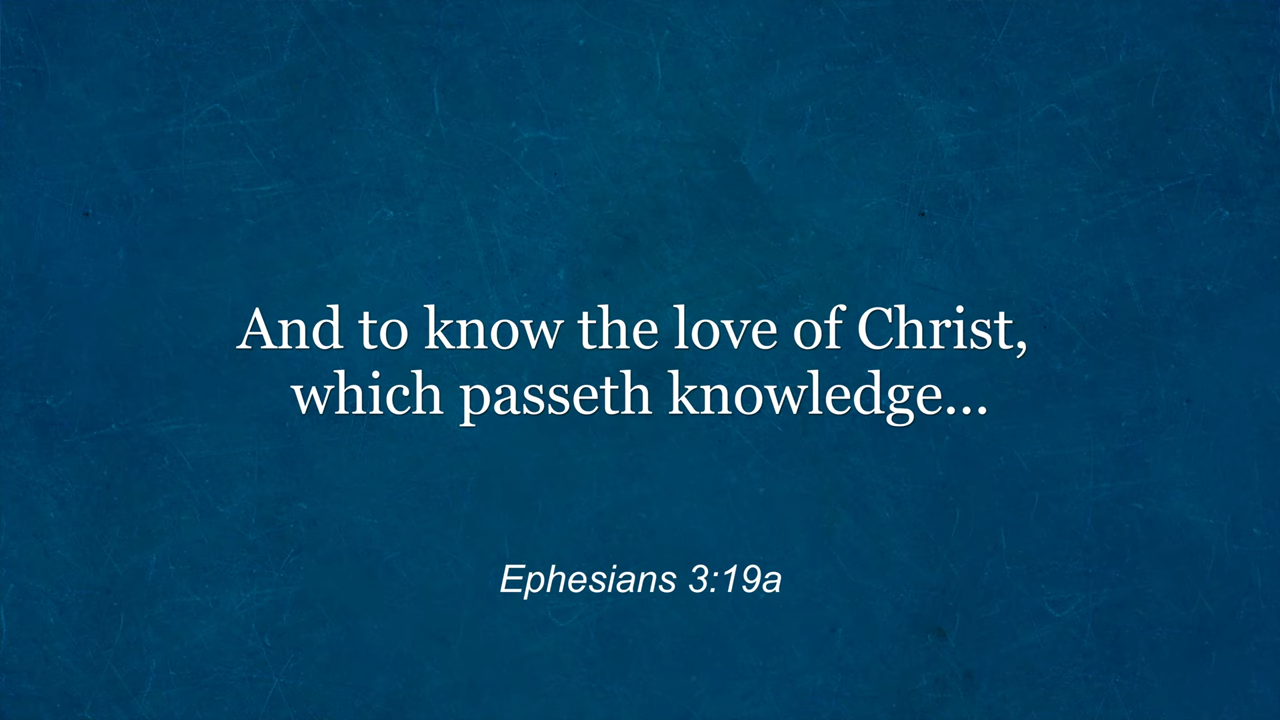 And to know the love of Christ,
which passeth knowledge...
Ephesians 3:19a